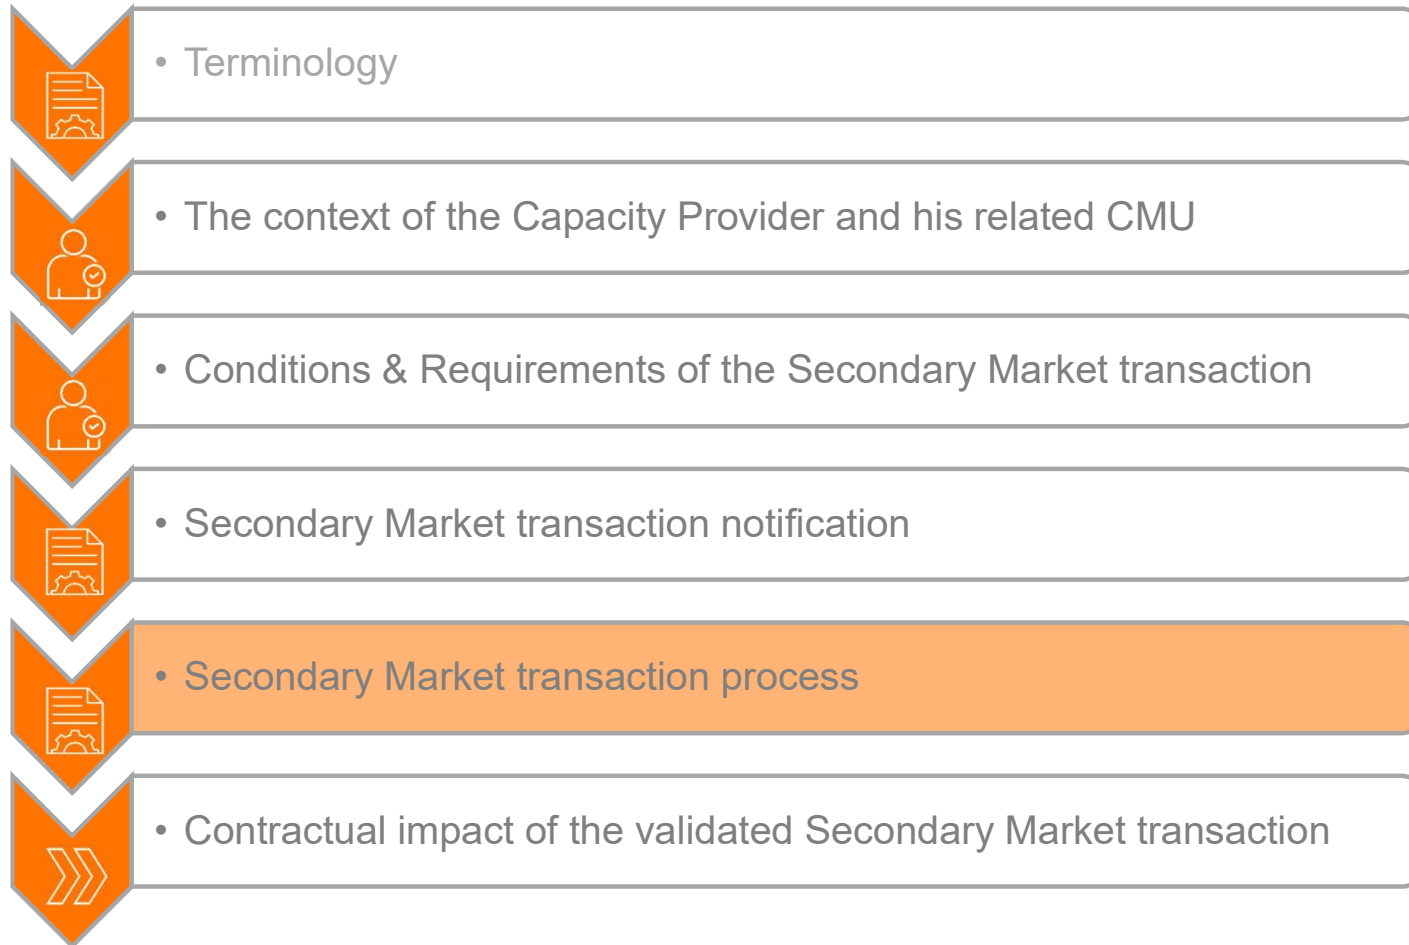 • Terminology
• The context of the Capacity Provider and his related CMU
• Conditions & Requirements of the Secondary Market transaction
• Secondary Market transaction notification
• Secondary Market transaction process
• Contractual impact of the validated Secondary Market transaction